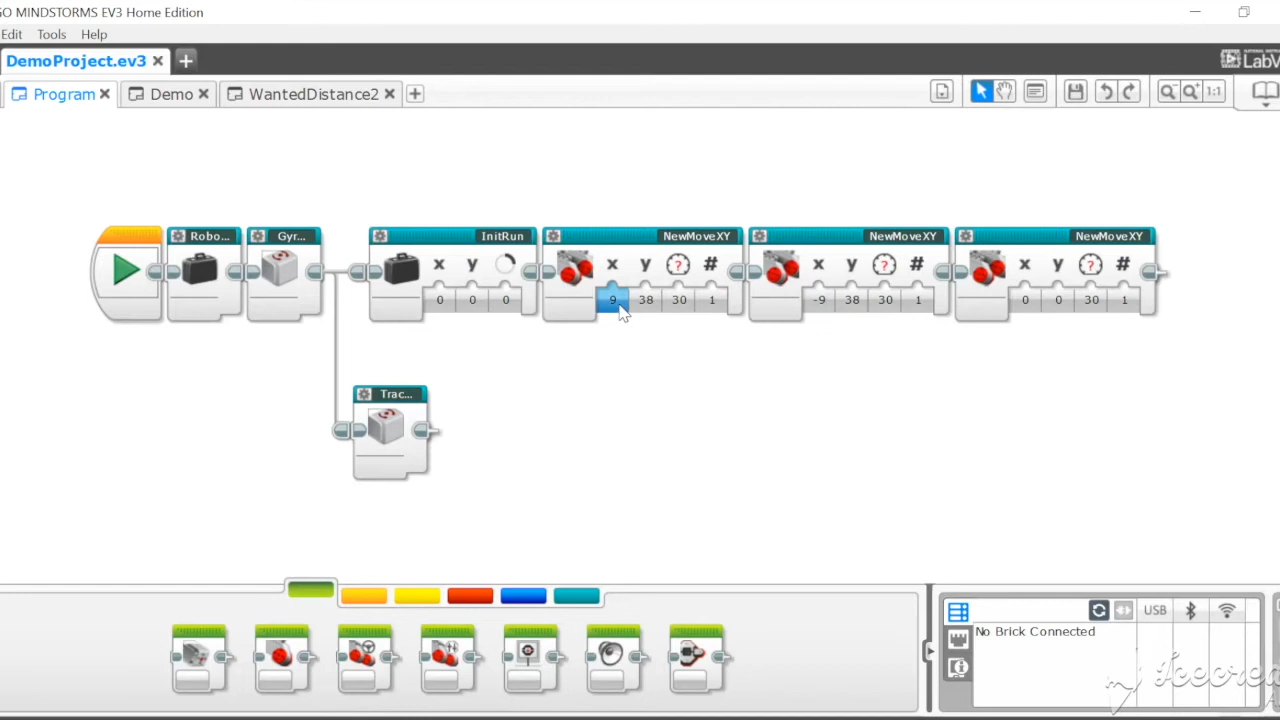 GO MINDSTORMS EV3 Home Edition
Edit Tools Help
DemoProject.ev3
LabV
Program Demo WantedDistance2
1:1
Robo... Gyr... InitRun NewMoveXY NewMoveXY NewMoveXY
x y x y ? # x y ? # x y ? #
0 0 0 9 38 30 1 -9 38 30 1 0 0 30 1
Trac...
USB
No Brick Connected